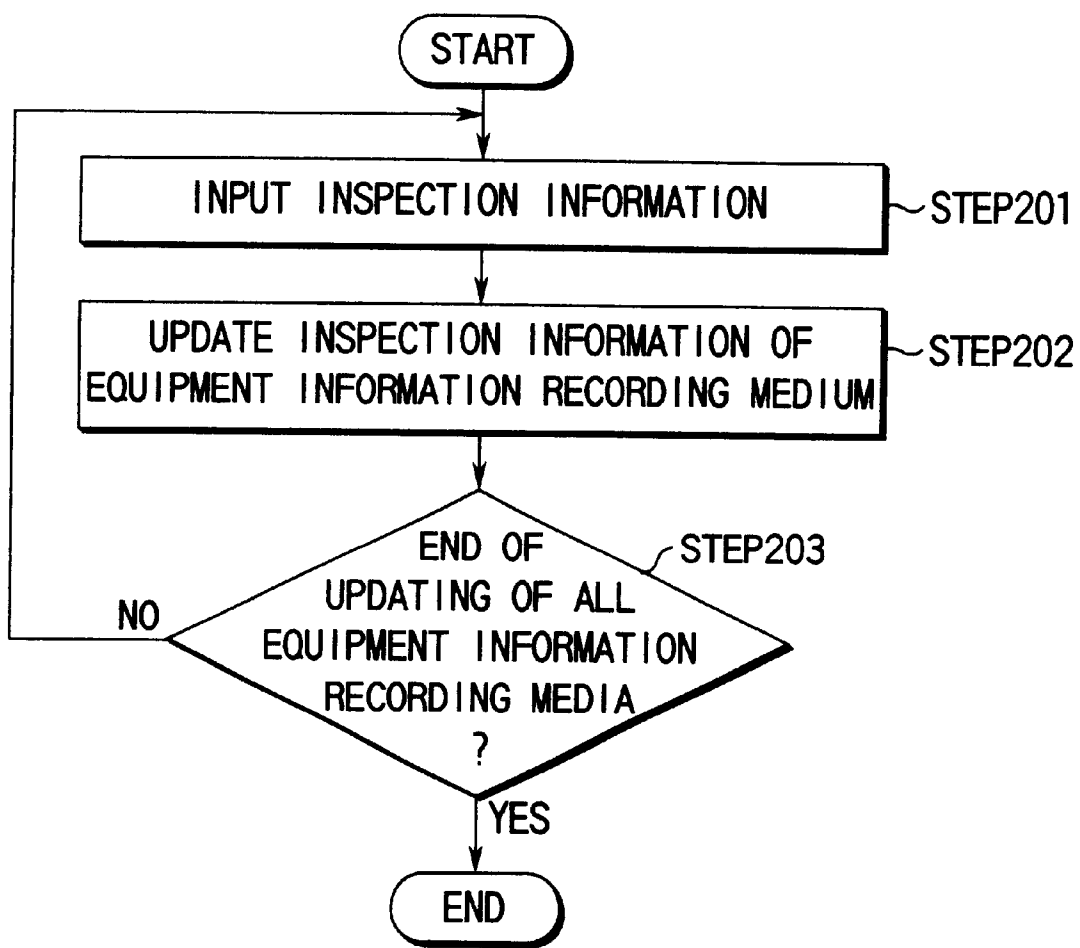 START
INPUT INSPECTION INFORMATION
STEP201
UPDATE INSPECTION INFORMATION OF
EQUIPMENT INFORMATION RECORDING MEDIUM
STEP202
END OF
UPDATING OF ALL
EQUIPMENT INFORMATION
RECORDING MEDIA
?
STEP203
NO
YES
END